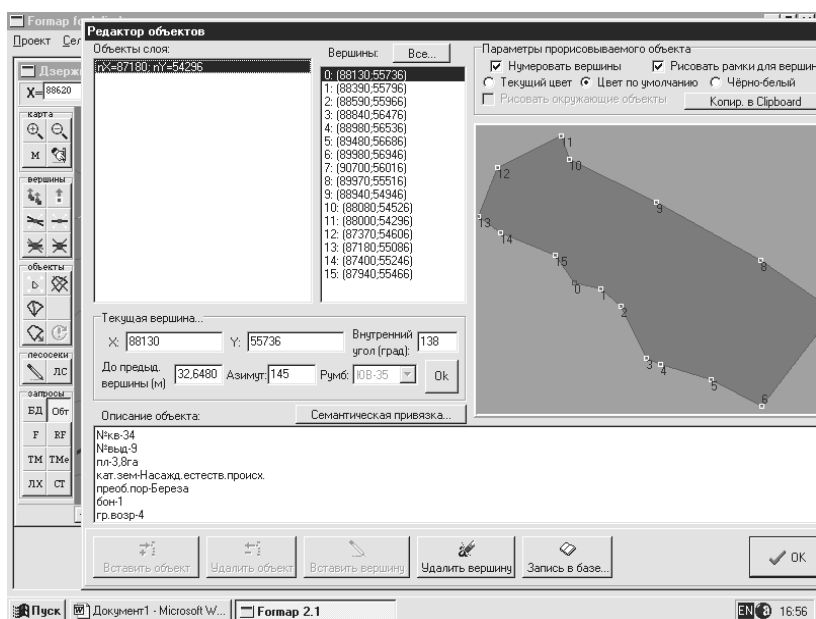 Formap fo
Проект Сел
Дзерж
X= 88620
карта
М
вершины
объекты
лесосеки
ЛС
запросы
БД Обт
F RF
TM TMe
ЛХ СТ
Редактор объектов
Объекты слоя:
nX=87180; nY=54296
Вершины: Все...
0: (88130;55736)
1: (88390;55796)
2: (88590;55966)
3: (88840;56476)
4: (88980;56536)
5: (89480;56686)
6: (89980;56946)
7: (90700;56016)
8: (89970;55516)
9: (88940;54946)
10: (88080;54526)
11: (88000;54296)
12: (87370;54606)
13: (87180;55086)
14: (87400;55246)
15: (87940;55466)
Параметры прорисовываемого объекта
Нумеровать вершины Рисовать рамки для вершин
Текущий цвет Цвет по умолчанию Чёрно-белый
Рисовать окружающие объекты Копир. в Clipboard
11
10
12
9
13
14
15
8
0
1
2
3 4
5
6
Текущая вершина...
X: 88130 Y: 55736 Внутренний угол (град): 138
До предыд. вершины (м) 32,6480 Азимут: 145 Румб: ЮВ-35 Ok
Описание объекта: Семантическая привязка...
№кв-34
№выд-9
пл-3,8га
кат.зем-Насажд.естеств.происх.
преоб.пор-Береза
бон-1
гр.возр-4
Вставить объект Удалить объект Вставить вершину Удалить вершину Запись в базе... OK
Пуск Документ1 - Microsoft W... Formap 2.1 EN 16:56